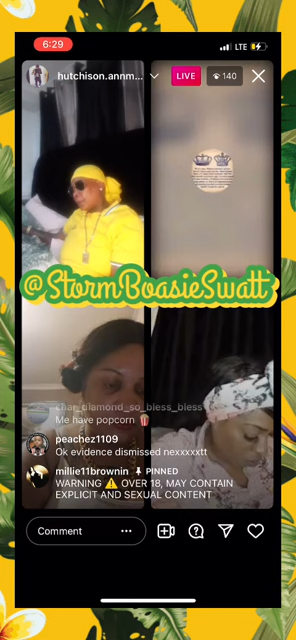 6:29
LTE
hutchison.annm...
LIVE
140
@StormBoasieSwatt
char_diamond_so_bless_bless
Me have popcorn 🍿
peachez1109
Ok evidence dismissed nexxxxxtt
millie11brownin 📌 PINNED
WARNING ⚠️ OVER 18, MAY CONTAIN
EXPLICIT AND SEXUAL CONTENT
Comment